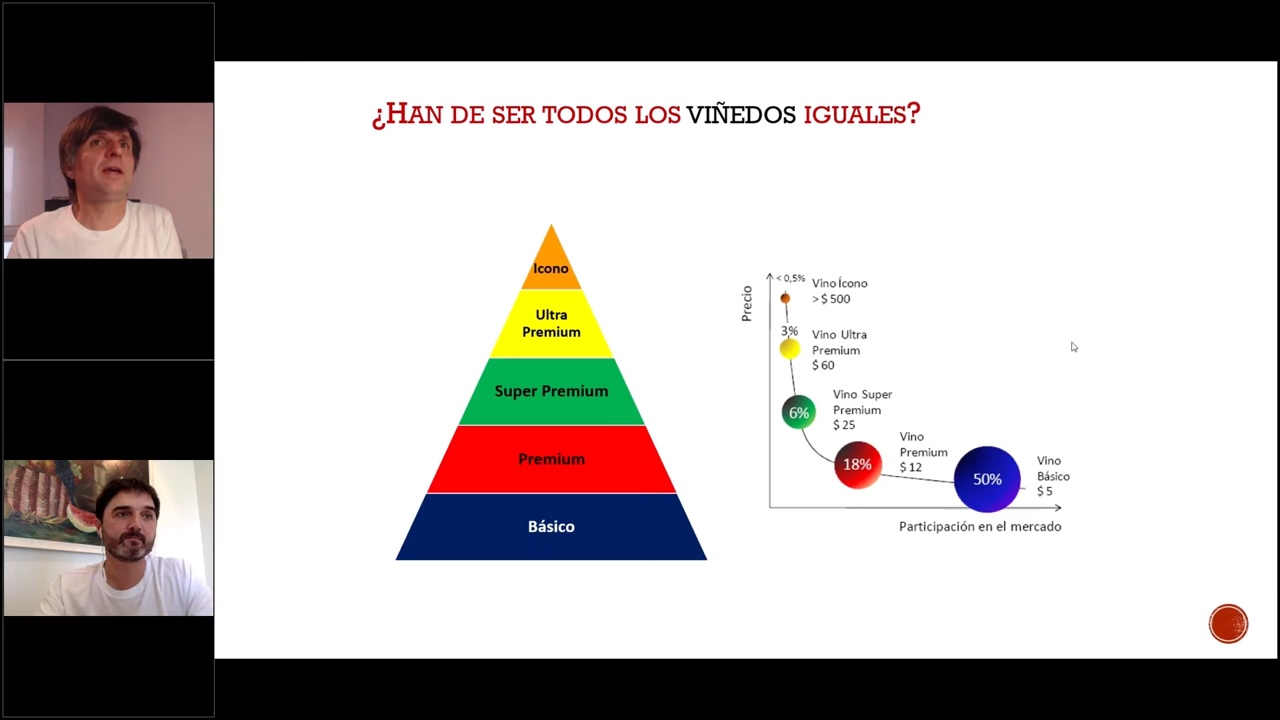 ¿HAN DE SER TODOS LOS VIÑEDOS IGUALES?
Icono
Ultra
Premium
Super Premium
Premium
Básico
Precio
< 0,5%
Vino Ícono
> $ 500
3%
Vino Ultra
Premium
$ 60
6%
Vino Super
Premium
$ 25
18%
Vino
Premium
$ 12
50%
Vino
Básico
$ 5
Participación en el mercado